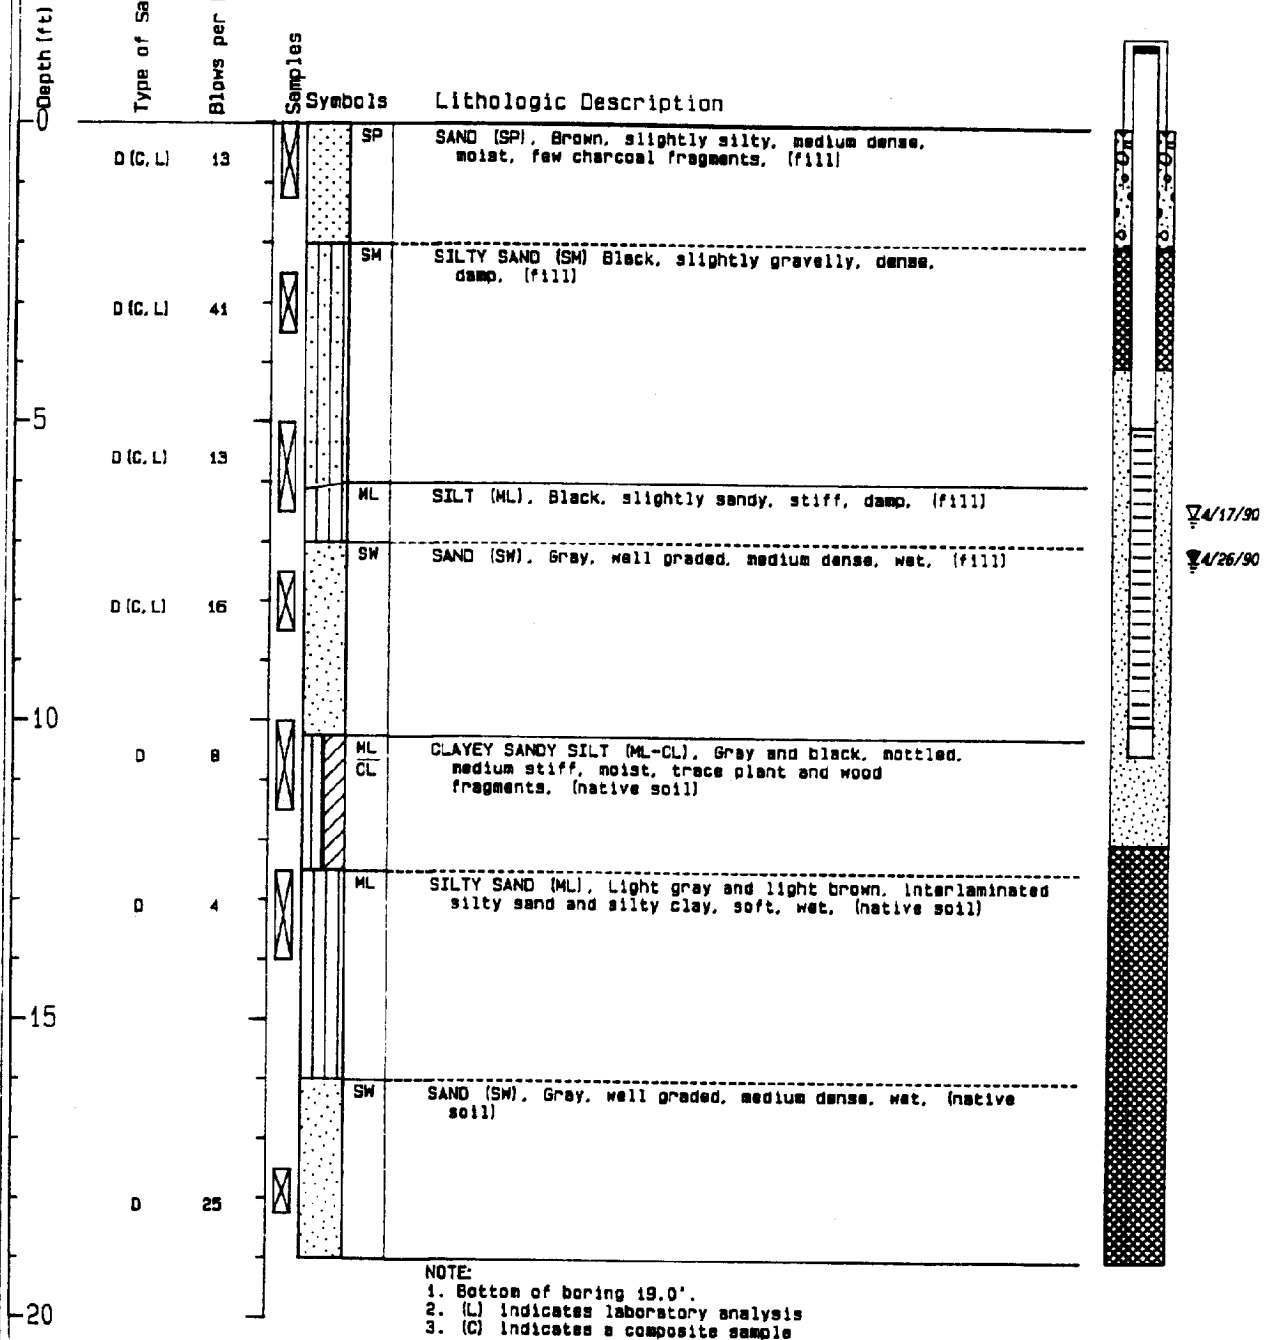 Depth (ft)
Type of Sa
Blows per
Samples
Symbols Lithologic Description
0
SP SAND (SP), Brown, slightly silty, medium dense,
D (C, L) 13 moist, few charcoal fragments, (fill)
SM SILTY SAND (SM) Black, slightly gravelly, dense,
damp, (fill)
D (C, L) 41
5
D (C, L) 13
ML SILT (ML), Black, slightly sandy, stiff, damp, (fill)
4/17/90
SW SAND (SW), Gray, well graded, medium dense, wet, (fill)
4/26/90
D (C, L) 16
10
D 8 ML CL CLAYEY SANDY SILT (ML-CL), Gray and black, mottled,
medium stiff, moist, trace plant and wood
fragments, (native soil)
ML SILTY SAND (ML), Light gray and light brown, interlaminated
D 4 silty sand and silty clay, soft, wet, (native soil)
15
SW SAND (SW), Gray, well graded, medium dense, wet, (native
soil)
D 25
NOTE:
1. Bottom of boring 19.0'.
2. (L) indicates laboratory analysis
3. (C) indicates a composite sample
20